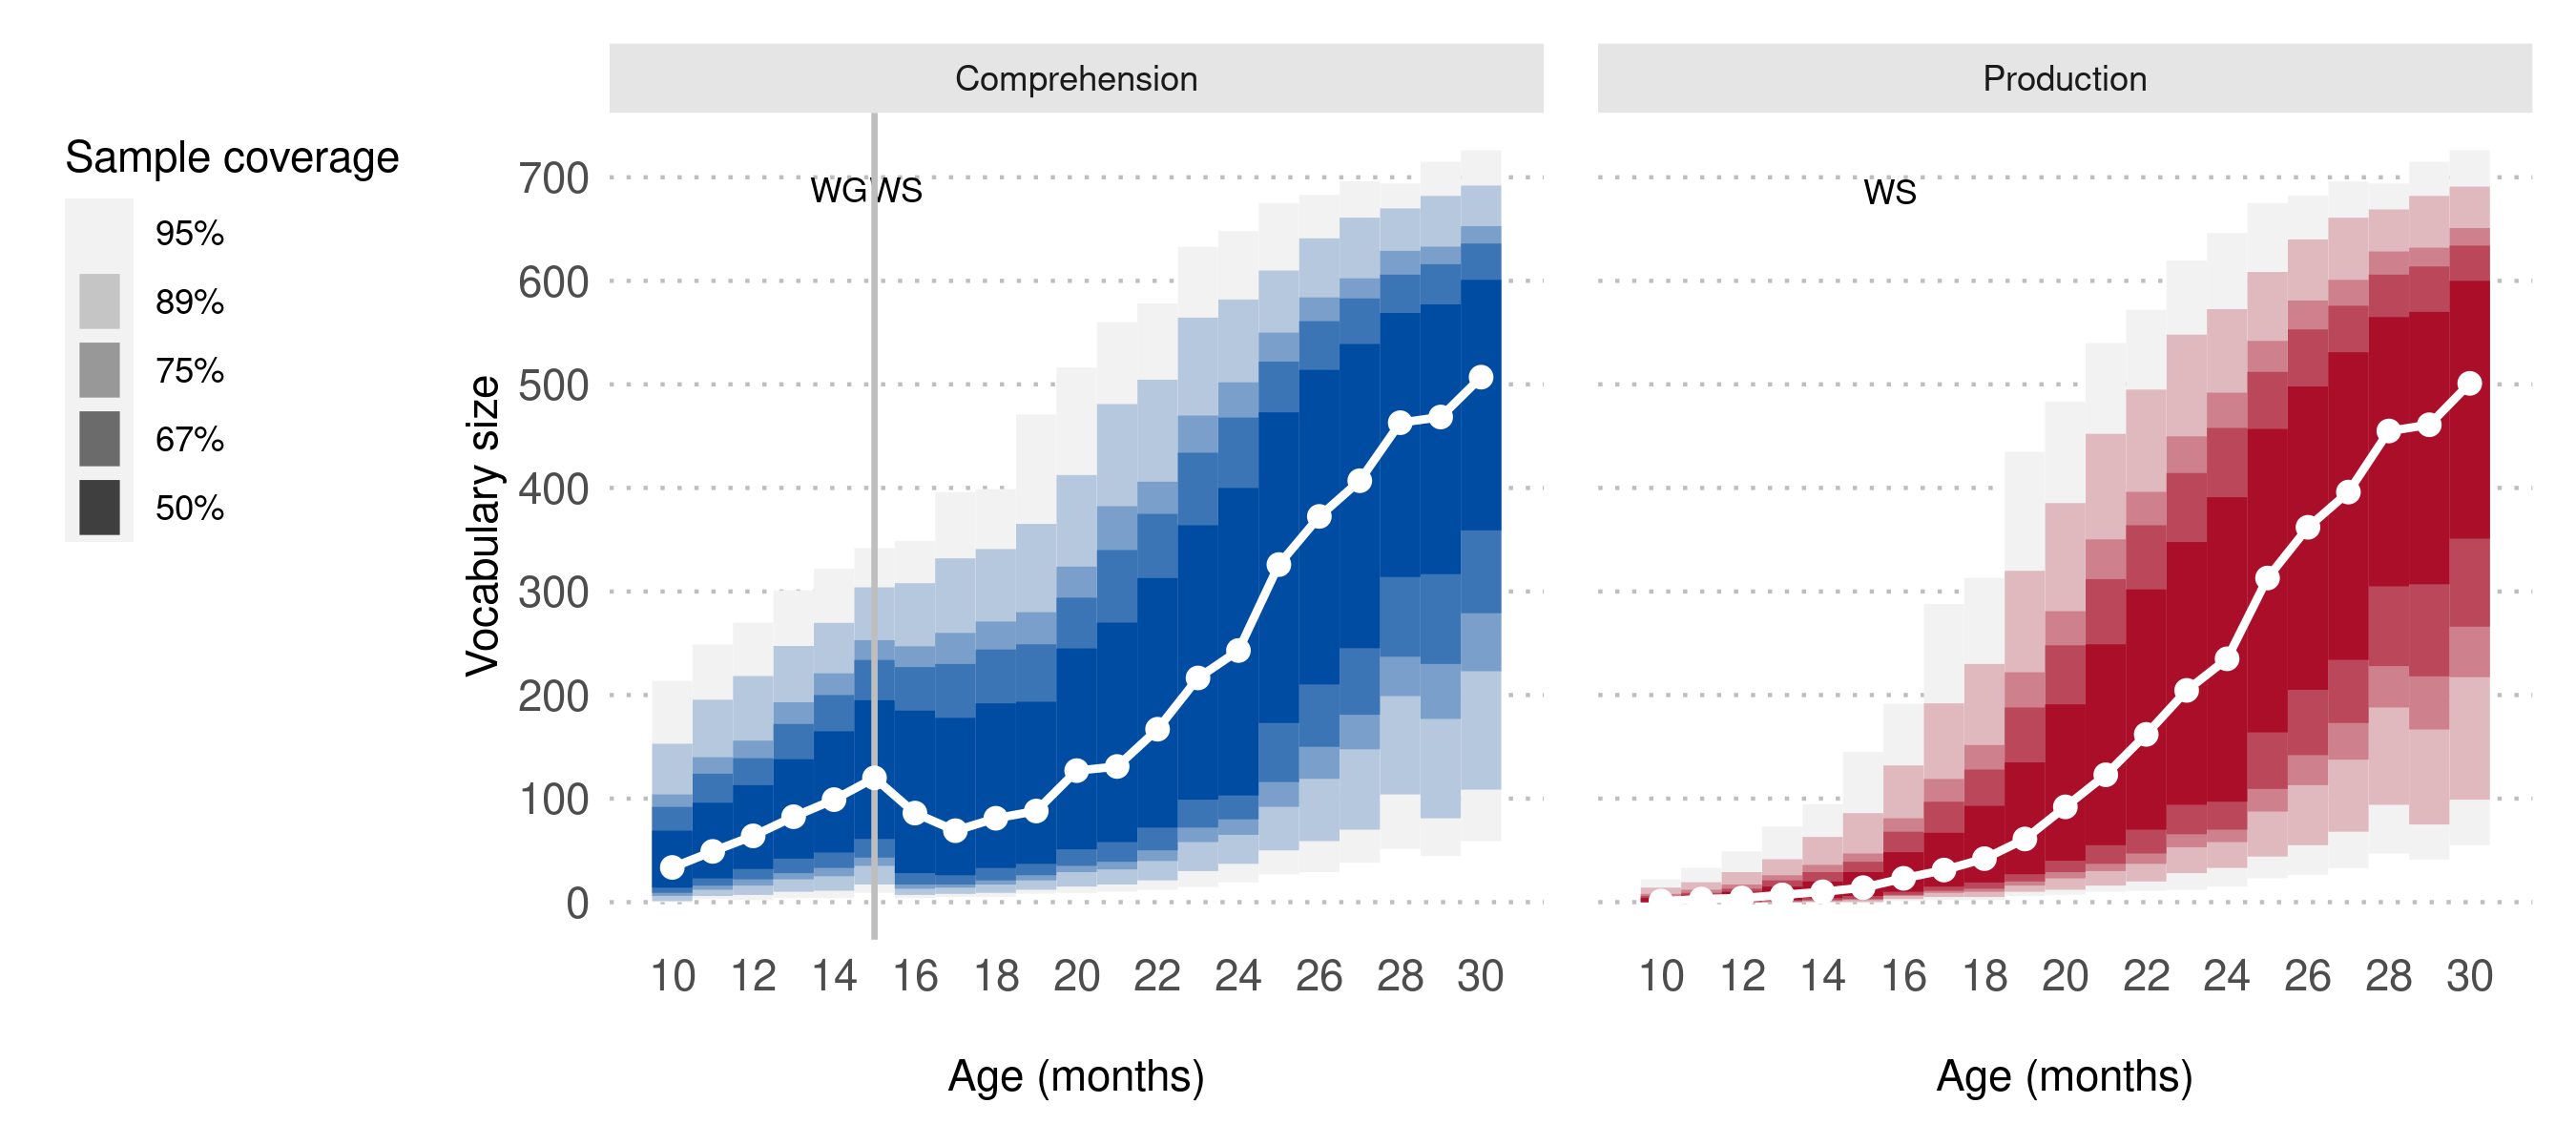 Comprehension
Production
Sample coverage
95%
89%
75%
67%
50%
Vocabulary size
700
600
500
400
300
200
100
0
WG WS
WS
10 12 14 16 18 20 22 24 26 28 30
10 12 14 16 18 20 22 24 26 28 30
Age (months)
Age (months)